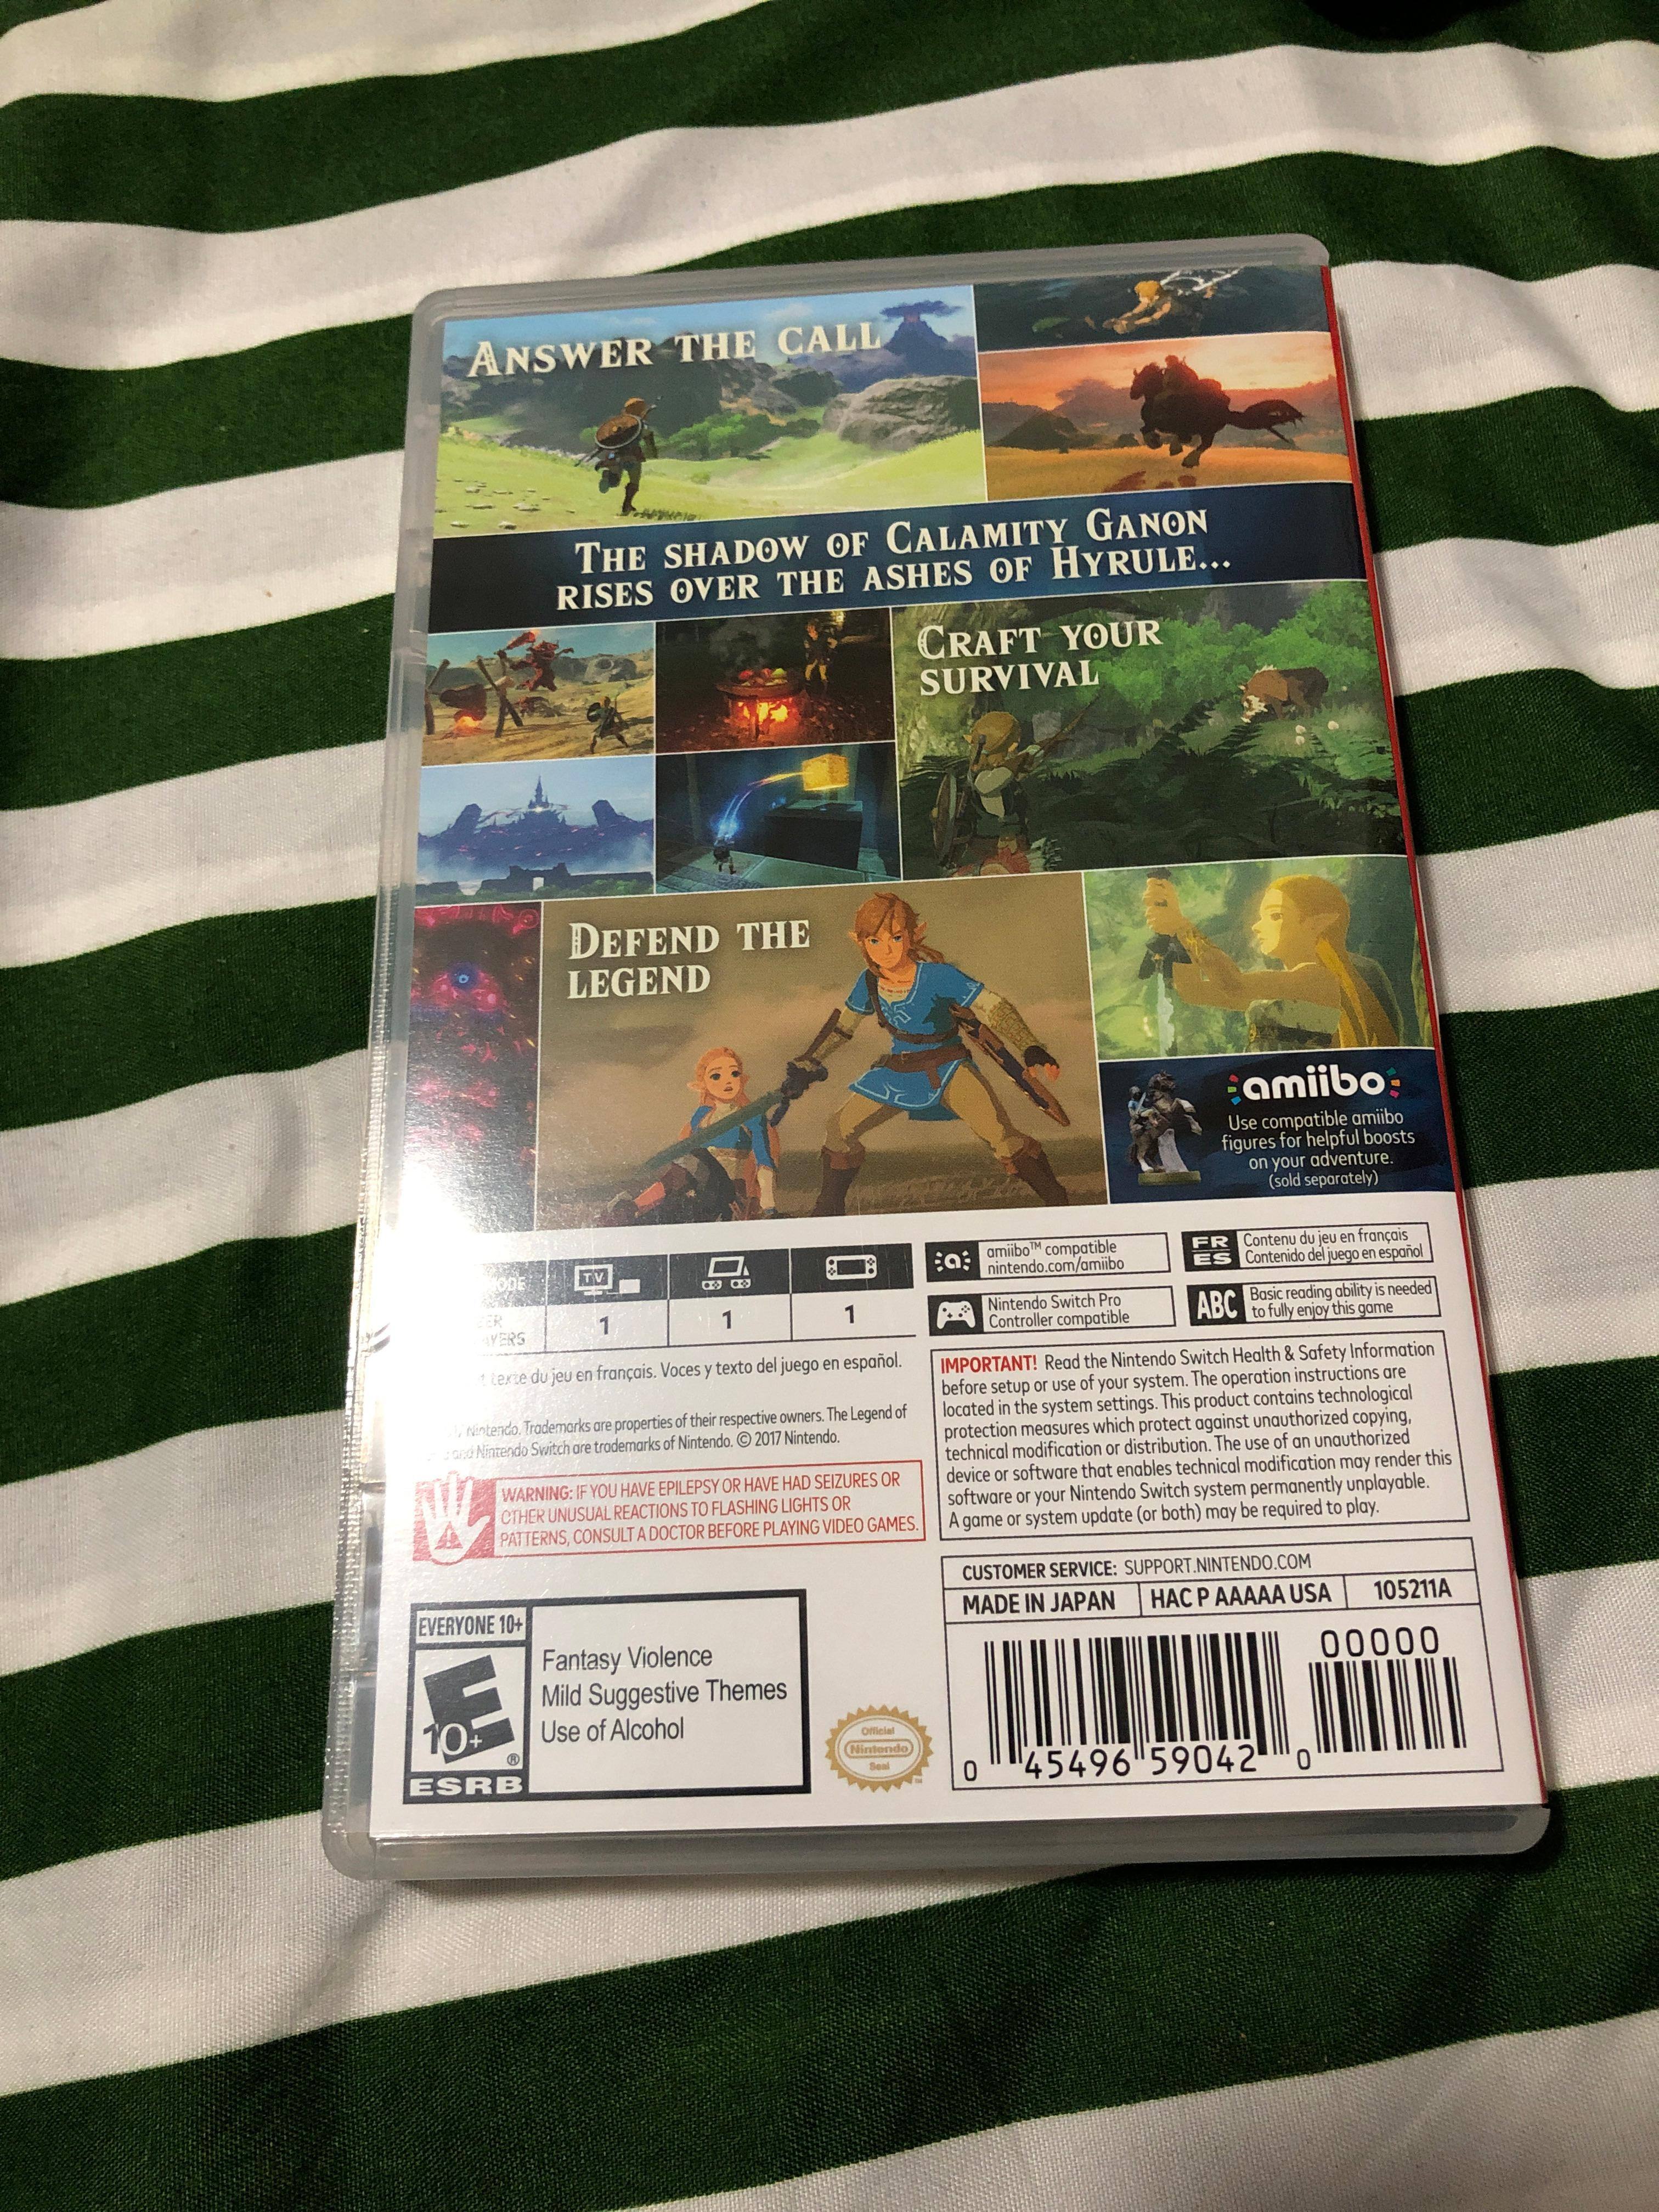 ANSWER THE CALL
THE SHADOW OF CALAMITY GANON
RISES OVER THE ASHES OF HYRULE...
CRAFT YOUR
SURVIVAL
DEFEND THE
LEGEND
amiibo
Use compatible amiibo
figures for helpful boosts
on your adventure.
(sold separately)
TV
1 1 1
texte du jeu en français. Voces y texto del juego en español.
Nintendo. Trademarks are properties of their respective owners. The Legend of
and Nintendo Switch are trademarks of Nintendo. © 2017 Nintendo.
WARNING: IF YOU HAVE EPILEPSY OR HAVE HAD SEIZURES OR
OTHER UNUSUAL REACTIONS TO FLASHING LIGHTS OR
PATTERNS, CONSULT A DOCTOR BEFORE PLAYING VIDEO GAMES.
EVERYONE 10+
E
10+
®
ESRB
Fantasy Violence
Mild Suggestive Themes
Use of Alcohol
Official
Nintendo
Seal
TM
a
amiibo™ compatible
nintendo.com/amiibo
FR
ES
Contenu du jeu en français
Contenido del juego en español
Nintendo Switch Pro
Controller compatible
ABC
Basic reading ability is needed
to fully enjoy this game
IMPORTANT! Read the Nintendo Switch Health & Safety Information
before setup or use of your system. The operation instructions are
located in the system settings. This product contains technological
protection measures which protect against unauthorized copying,
technical modification or distribution. The use of an unauthorized
device or software that enables technical modification may render this
software or your Nintendo Switch system permanently unplayable.
A game or system update (or both) may be required to play.
CUSTOMER SERVICE: SUPPORT.NINTENDO.COM
MADE IN JAPAN HAC P AAAAA USA 105211A
00000
0 45496 59042 0